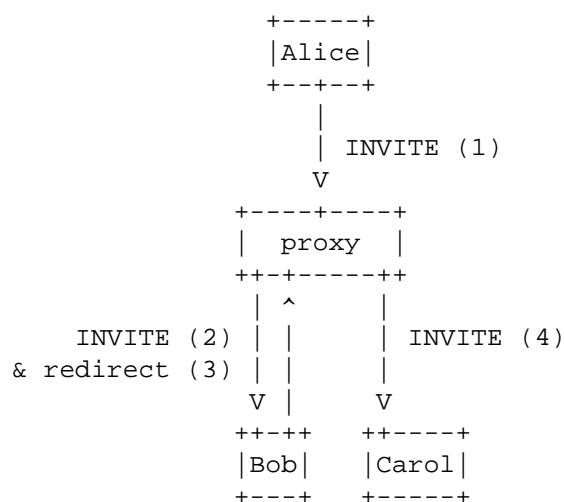 +-----+
|Alice|
+--+--+
|
| INVITE (1)
V
+----+----+
| proxy |
++-+-----++
| ^ |
INVITE (2) | | | INVITE (4)
& redirect (3) | | |
V | V
++-++ ++----+
|Bob| |Carol|
+---+ +-----+